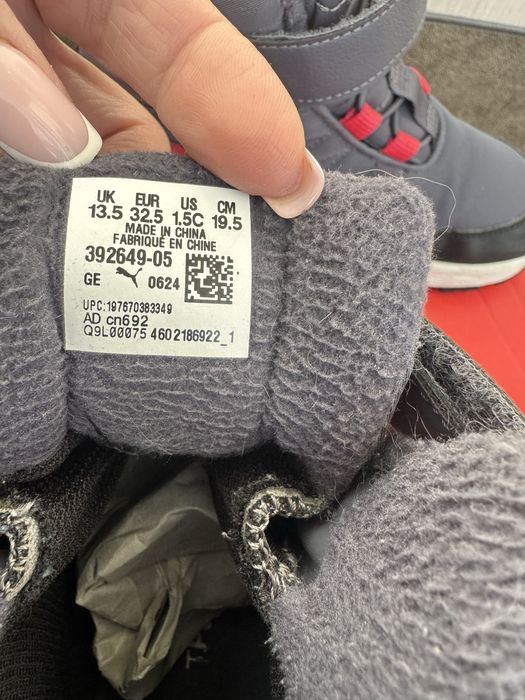 UK EUR US CM
13.5 32.5 1.5C 19.5
MADE IN CHINA
FABRIQUÉ EN CHINE
392649-05
GE 0624
UPC:197670383349
AD cn692
Q9L00075 4602186922_1